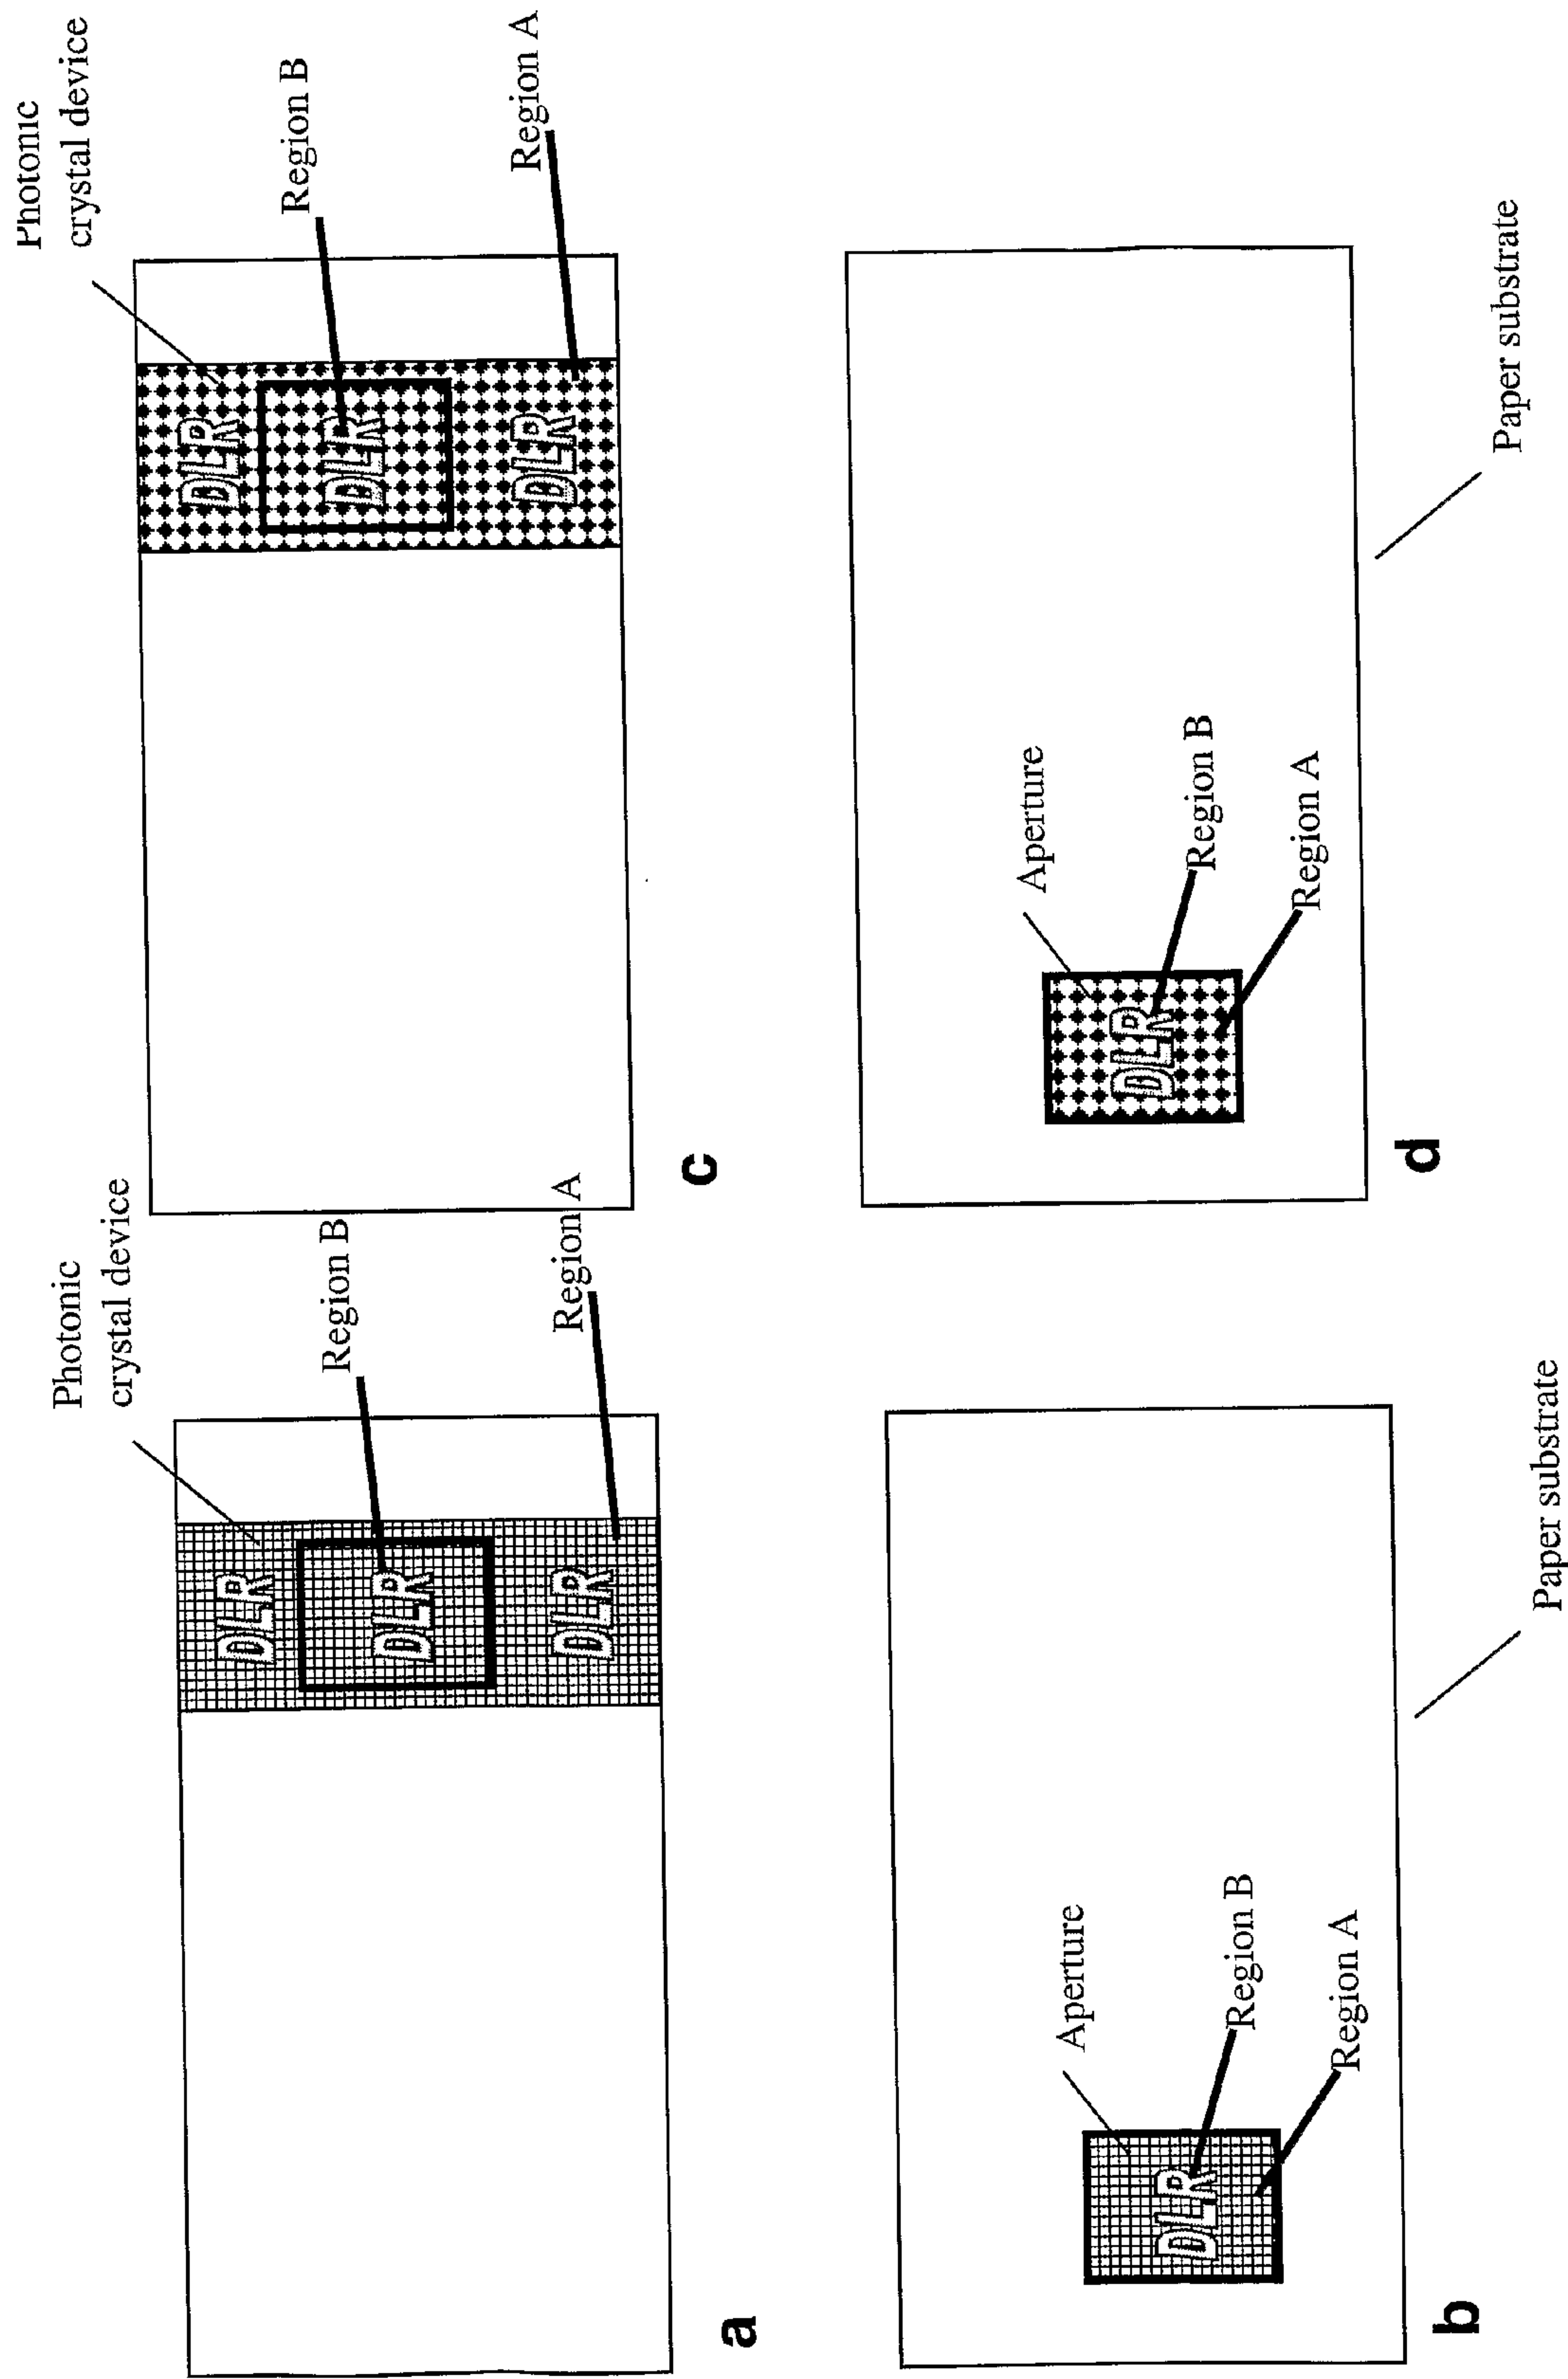 Photonic
crystal device
DLR
Region B
DLR
DLR
Region A
a
Photonic
crystal device
DLR
Region B
DLR
DLR
Region A
c
Aperture
DLR
Region B
Region A
b
Paper substrate
Aperture
DLR
Region B
Region A
d
Paper substrate